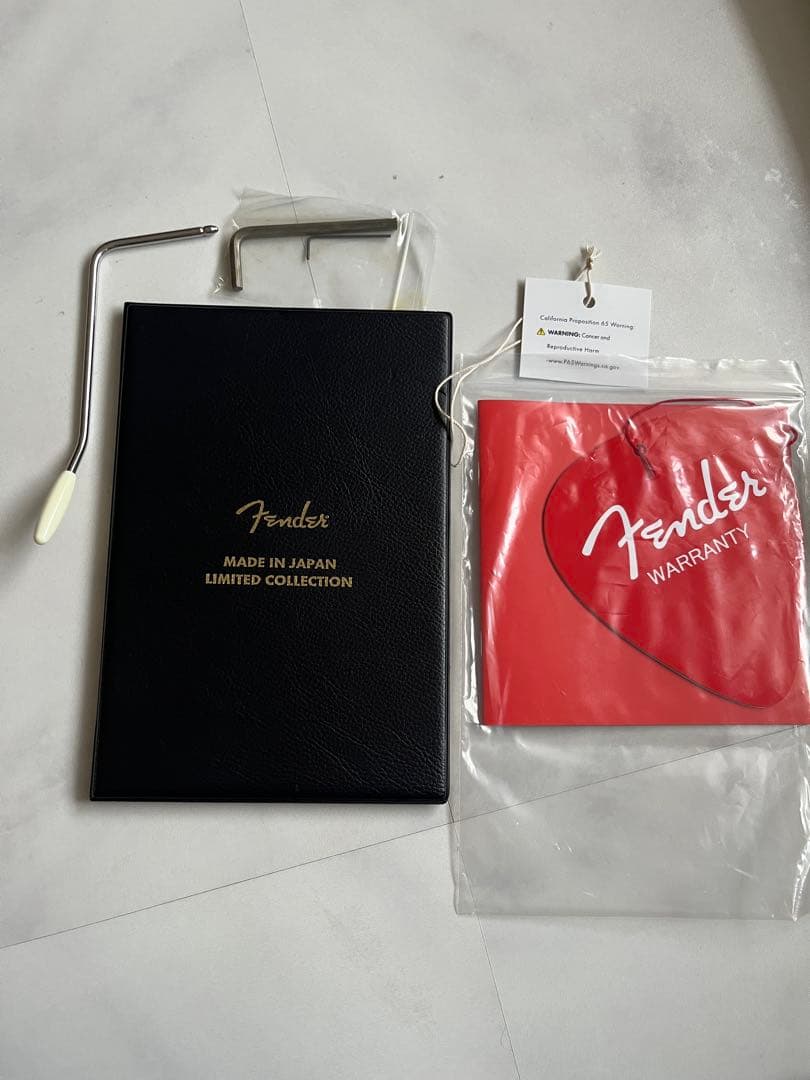 Fender
MADE IN JAPAN
LIMITED COLLECTION
California Proposition 65 Warning:
WARNING: Cancer and
Reproductive Harm
www.P65Warnings.ca.gov.
Fender
WARRANTY